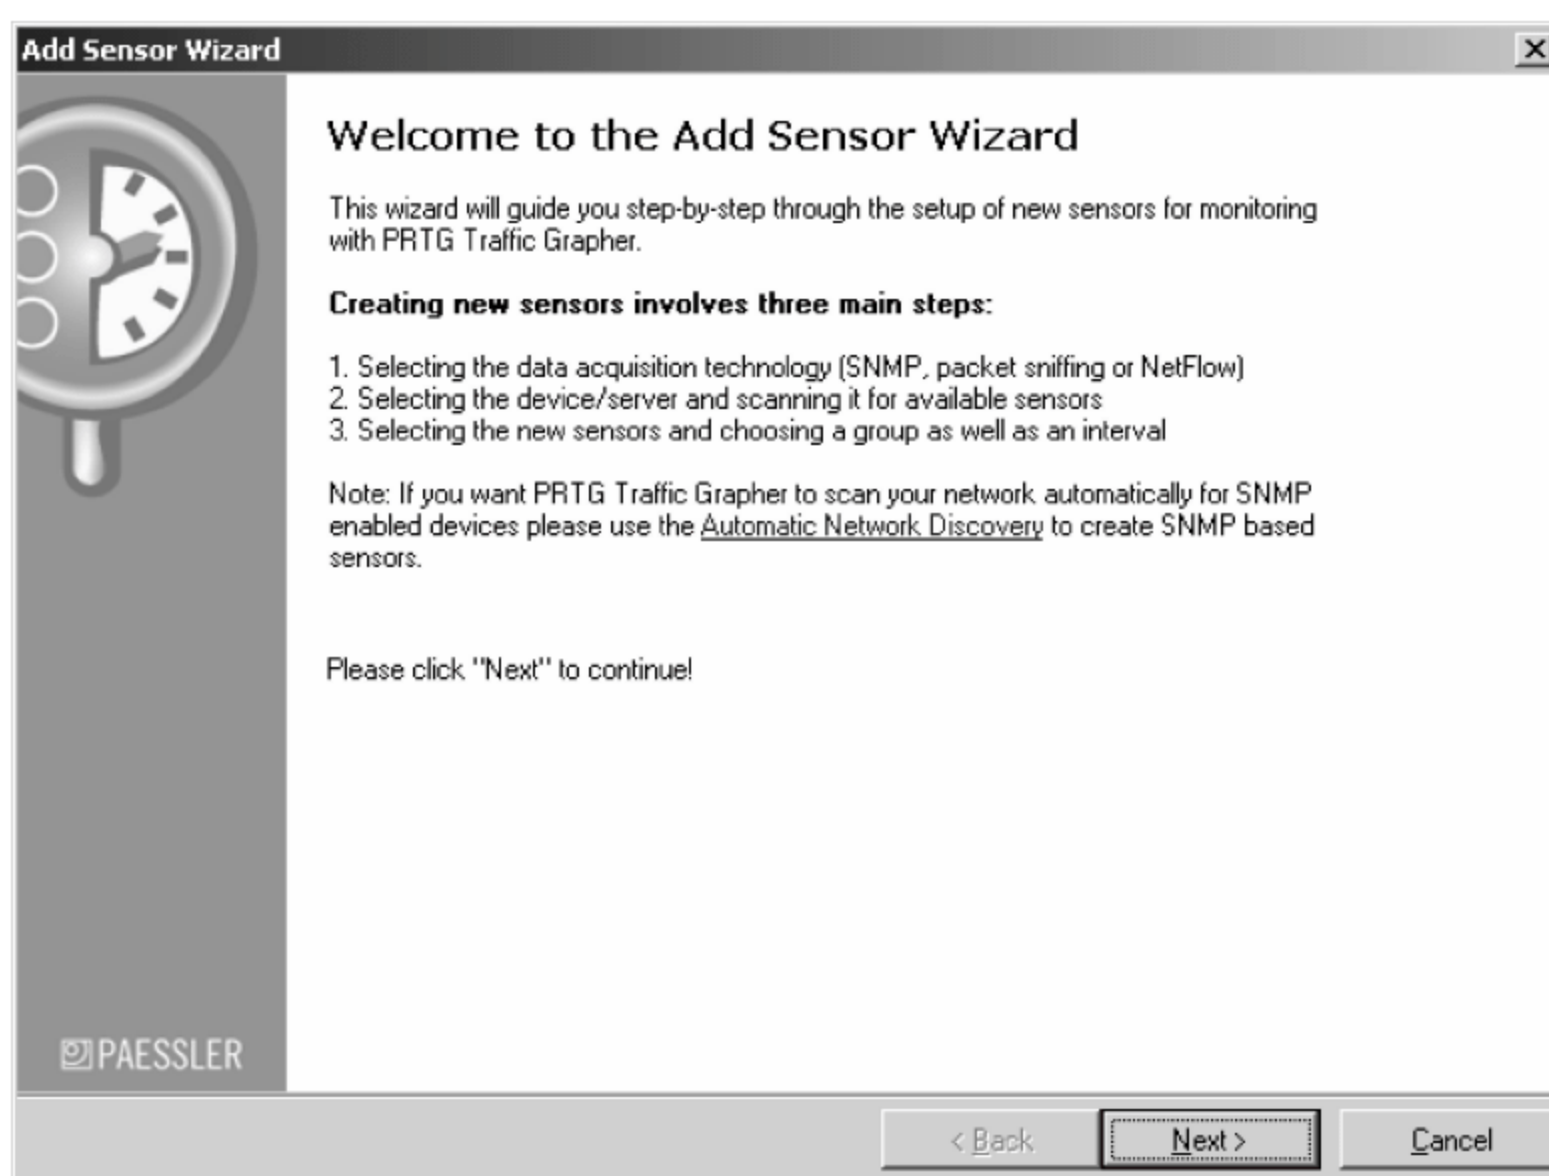 Add Sensor Wizard
Welcome to the Add Sensor Wizard
This wizard will guide you step-by-step through the setup of new sensors for monitoring
with PRTG Traffic Grapher.
Creating new sensors involves three main steps:
1. Selecting the data acquisition technology (SNMP, packet sniffing or NetFlow)
2. Selecting the device/server and scanning it for available sensors
3. Selecting the new sensors and choosing a group as well as an interval
Note: If you want PRTG Traffic Grapher to scan your network automatically for SNMP
enabled devices please use the Automatic Network Discovery to create SNMP based
sensors.
Please click "Next" to continue!
PAESSLER
< Back
Next >
Cancel